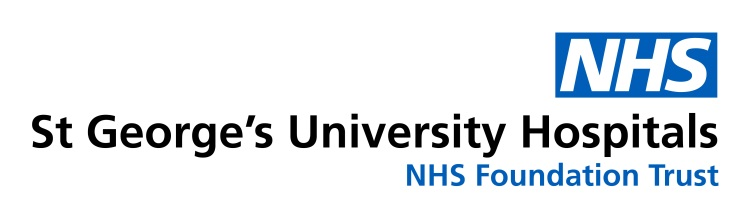 NHS
St George’s University Hospitals
NHS Foundation Trust